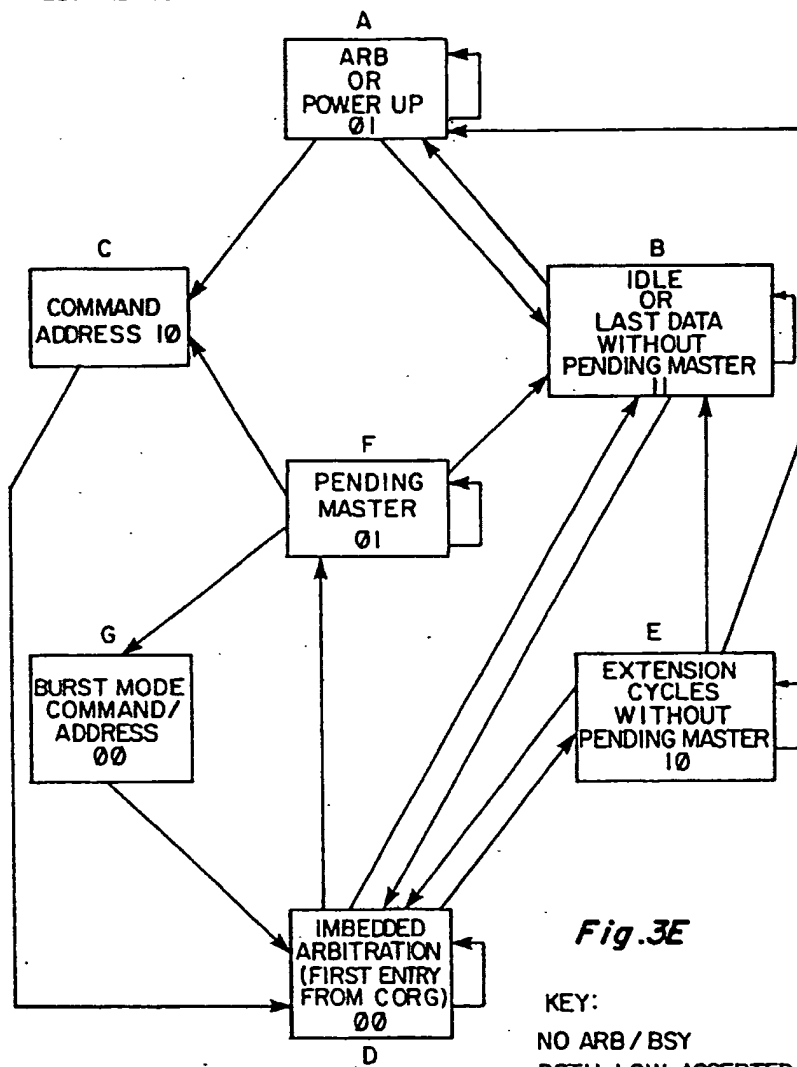 A
ARB
OR
POWER UP
Ø1
C
COMMAND
ADDRESS 1Ø
B
IDLE
OR
LAST DATA
WITHOUT
PENDING MASTER
11
F
PENDING
MASTER
Ø1
G
BURST MODE
COMMAND/
ADDRESS
ØØ
E
EXTENSION
CYCLES
WITHOUT
PENDING MASTER
1Ø
IMBEDDED
ARBITRATION
(FIRST ENTRY
FROM C ORG)
ØØ
D
Fig.3E
KEY:
NO ARB / BSY